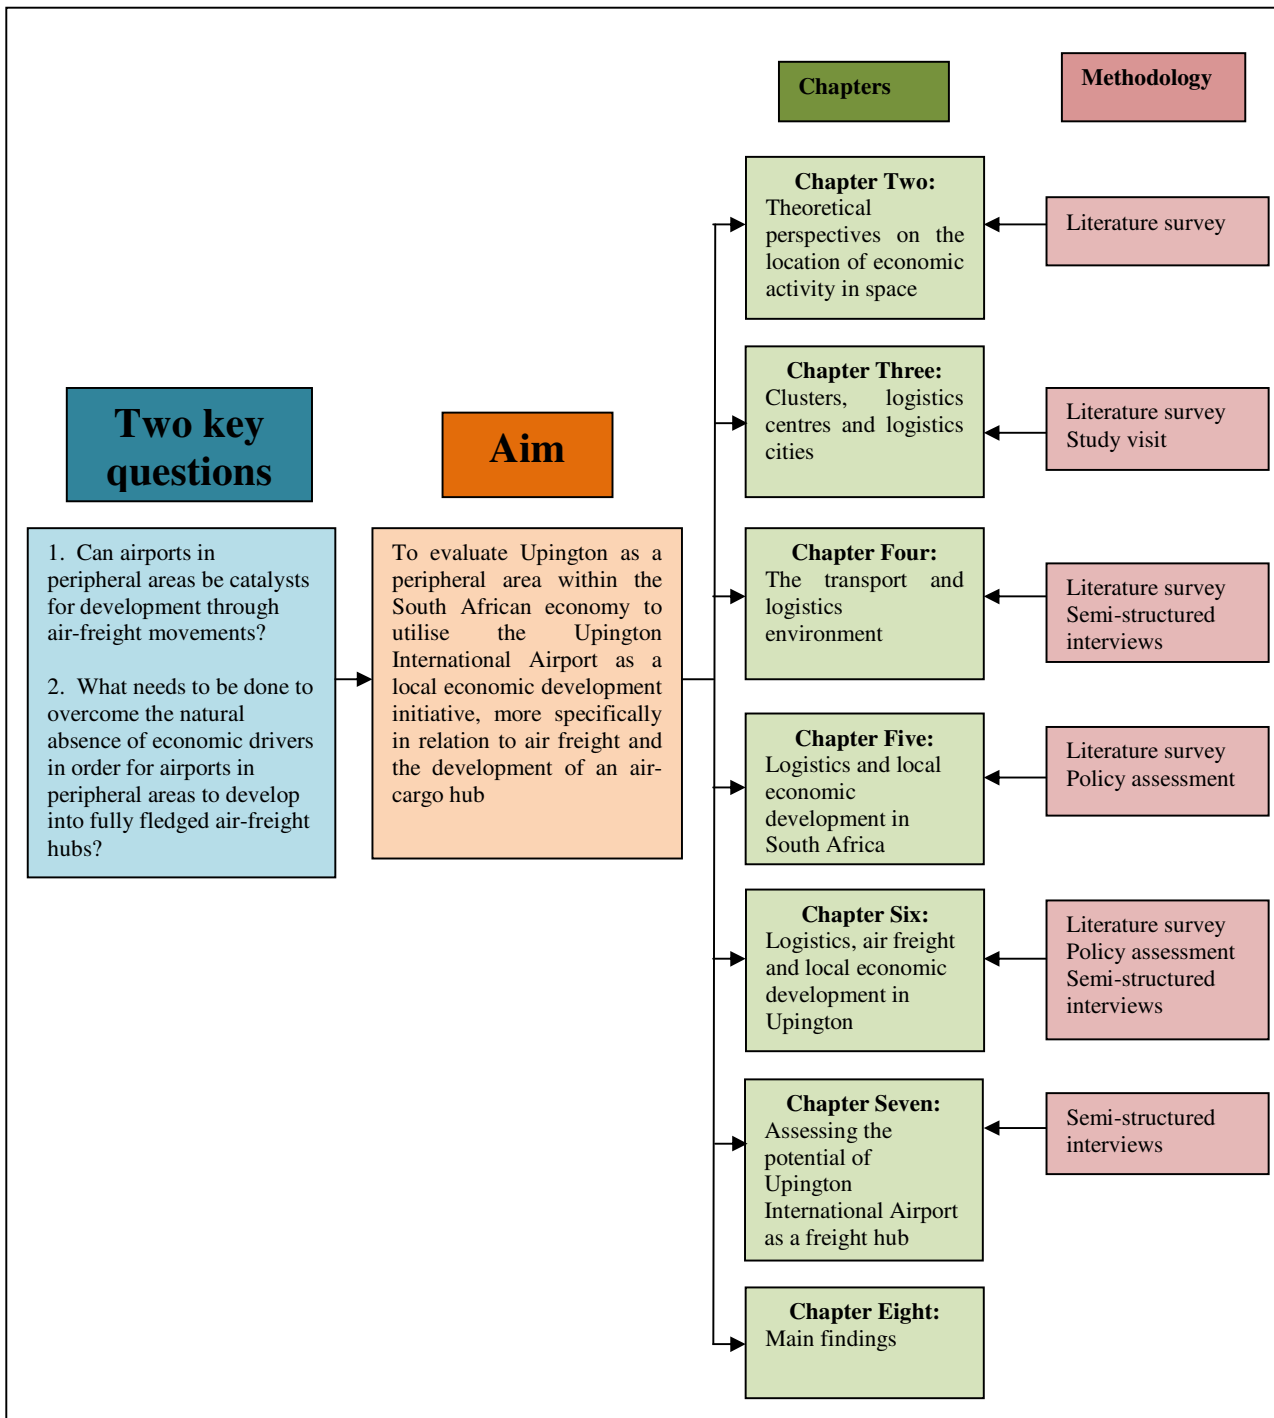 Two key
questions
1. Can airports in
peripheral areas be catalysts
for development through
air-freight movements?
2. What needs to be done to
overcome the natural
absence of economic drivers
in order for airports in
peripheral areas to develop
into fully fledged air-freight
hubs?
Aim
To evaluate Upington as a
peripheral area within the
South African economy to
utilise the Upington
International Airport as a
local economic development
initiative, more specifically
in relation to air freight and
the development of an air-
cargo hub
Chapters
Methodology
Chapter Two:
Theoretical
perspectives on the
location of economic
activity in space
Literature survey
Chapter Three:
Clusters, logistics
centres and logistics
cities
Literature survey
Study visit
Chapter Four:
The transport and
logistics
environment
Literature survey
Semi-structured
interviews
Chapter Five:
Logistics and local
economic
development in
South Africa
Literature survey
Policy assessment
Chapter Six:
Logistics, air freight
and local economic
development in
Upington
Literature survey
Policy assessment
Semi-structured
interviews
Chapter Seven:
Assessing the
potential of
Upington
International Airport
as a freight hub
Semi-structured
interviews
Chapter Eight:
Main findings